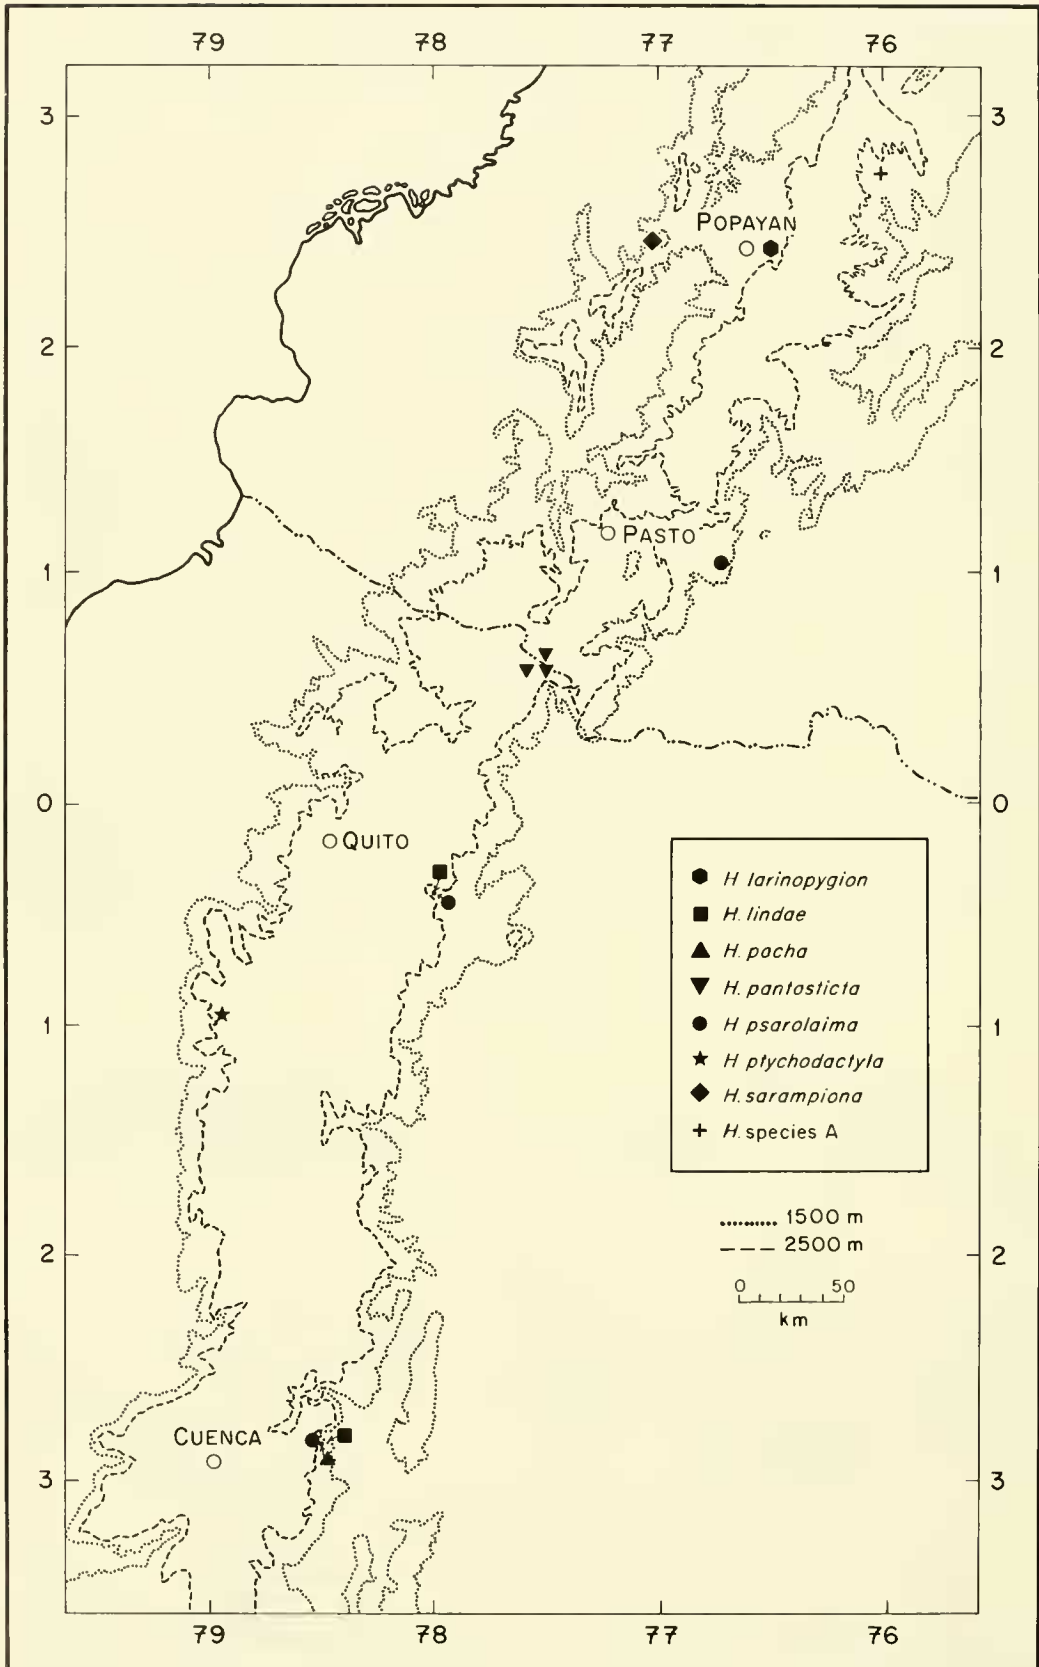 79 78 77 76
3 3
POPAYAN
2 2
PASTO
1 1
0 0
QUITO
H larinopygion
H. lindae
H. pacha
H. pantosticta
H psarolaima
1 1
H ptychodactyla
H. sarampiona
H. species A
1500 m
2500 m
2 2
0 50
km
CUENCA
3 3
79 78 77 76